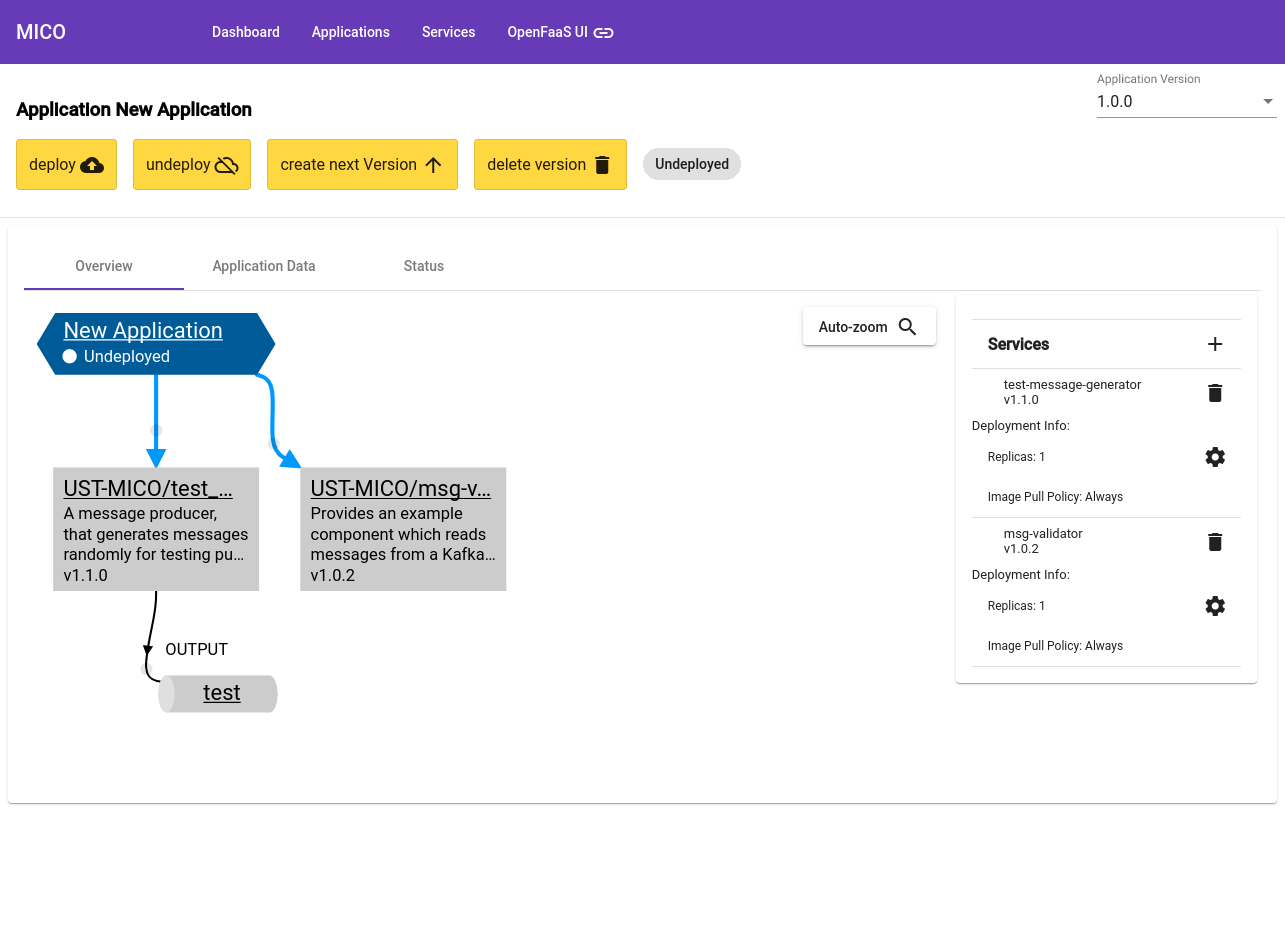 MICO
Dashboard
Applications
Services
OpenFaaS UI
Application Version
1.0.0
Application New Application
deploy
undeploy
create next Version
delete version
Undeployed
Overview
Application Data
Status
New Application
Undeployed
UST-MICO/test_...
A message producer,
that generates messages
randomly for testing pu...
v1.1.0
UST-MICO/msg-v...
Provides an example
component which reads
messages from a Kafka...
v1.0.2
OUTPUT
test
Auto-zoom
Services
test-message-generator
v1.1.0
Deployment Info:
Replicas: 1
Image Pull Policy: Always
msg-validator
v1.0.2
Deployment Info:
Replicas: 1
Image Pull Policy: Always